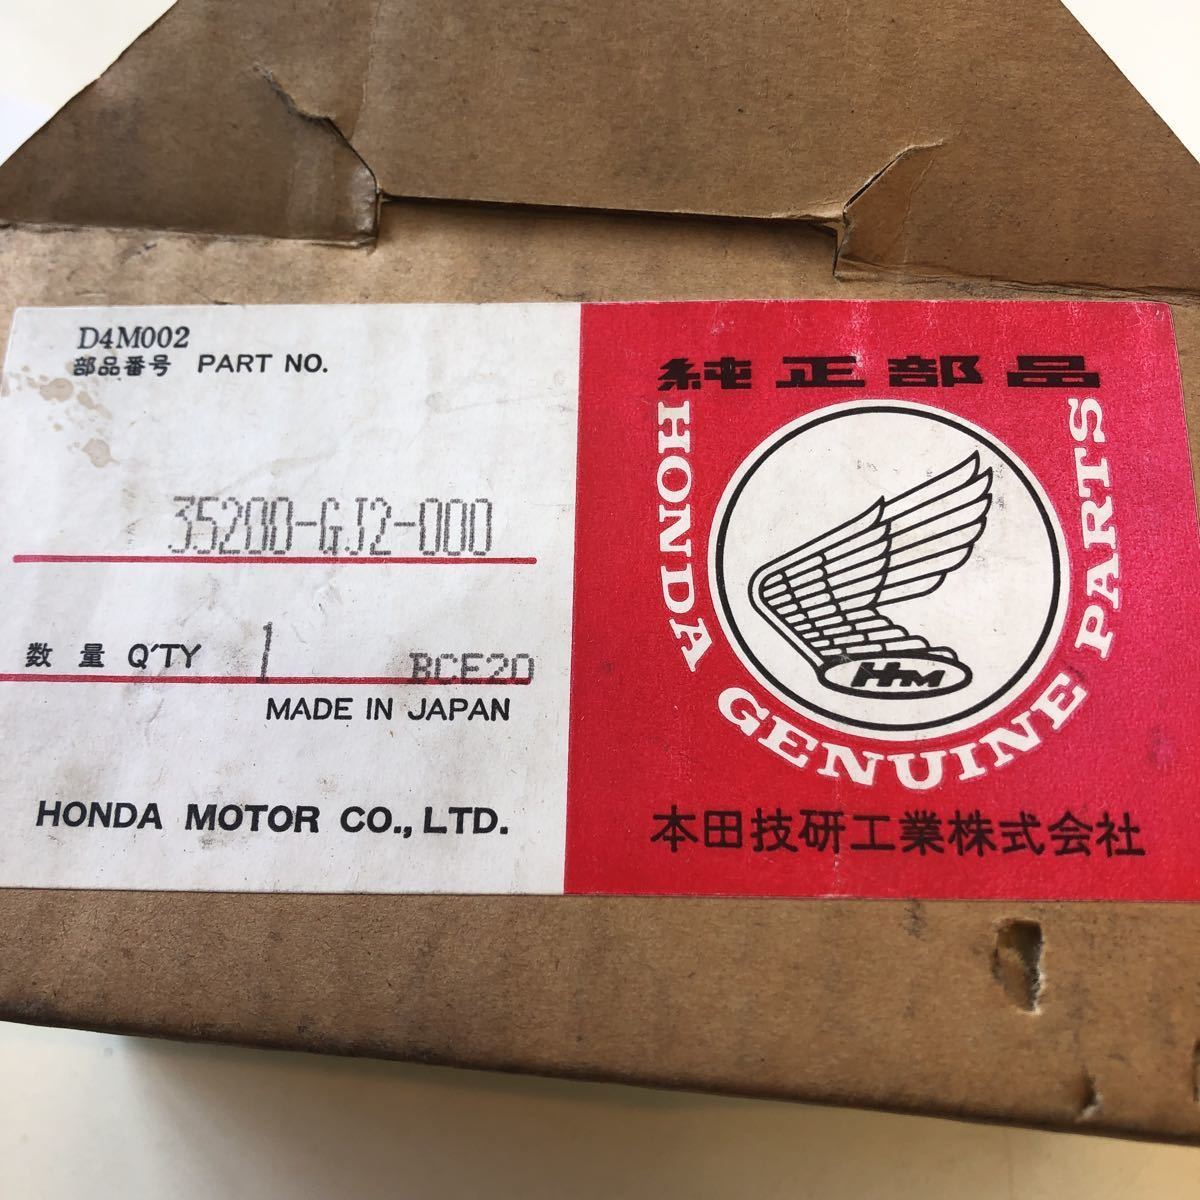 D4M002
部品番号 PART NO.
35200-GJ2-000
数量 Q'TY 1 BCE20
MADE IN JAPAN
HONDA MOTOR CO., LTD.
純正部品
HONDA GENUINE PARTS
HM
本田技研工業株式会社